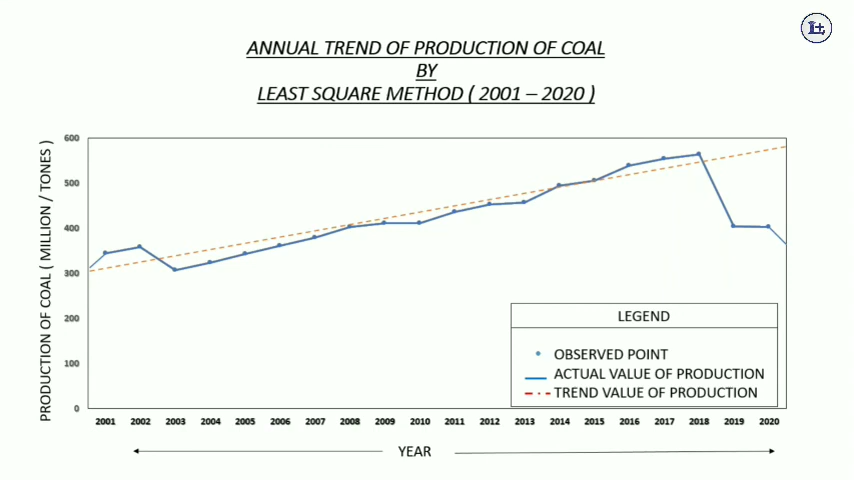 ANNUAL TREND OF PRODUCTION OF COAL
BY
LEAST SQUARE METHOD ( 2001 – 2020 )
PRODUCTION OF COAL ( MILLION / TONES )
600
500
400
300
200
100
0
LEGEND
OBSERVED POINT
ACTUAL VALUE OF PRODUCTION
TREND VALUE OF PRODUCTION
2001 2002 2003 2004 2005 2006 2007 2008 2009 2010 2011 2012 2013 2014 2015 2016 2017 2018 2019 2020
YEAR